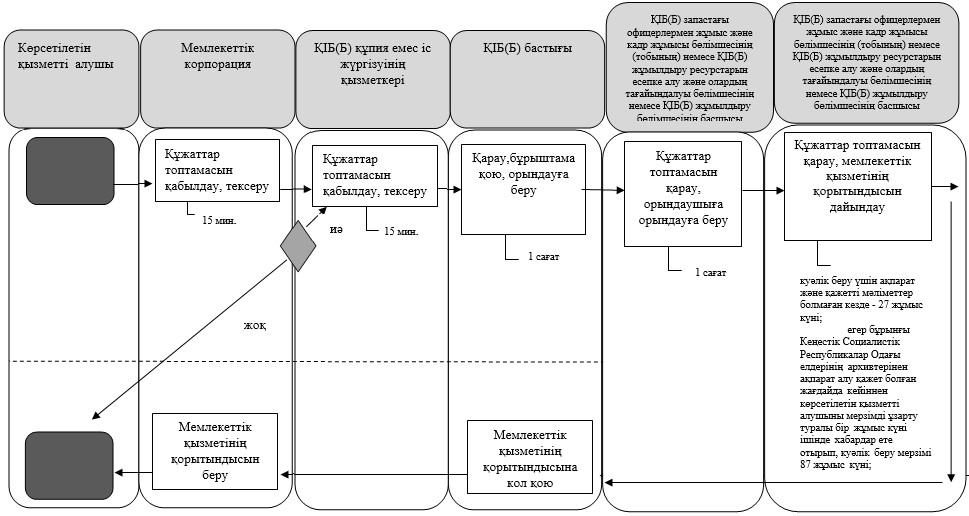 Көрсетілетін
қызметті алушы
Мемлекеттік
корпорация
ҚІБ(Б) құпия емес іс
жүргізуінің
қызметкері
ҚІБ(Б) бастығы
ҚІБ(Б) запастағы
офицерлермен
жұмыс және
кадр жұмысы
бөлімшесінің
(тобының) немесе
ҚІБ(Б)
жұмылдыру
ресурстарын
есепке алу және
олардың
тағайындалуы
бөлімшесінің
немесе ҚІБ(Б)
жұмылдыру
бөлімшесінің
басшысы
ҚІБ(Б) запастағы офицерлермен
жұмыс және кадр жұмысы
бөлімшесінің (тобының) немесе
ҚІБ(Б) жұмылдыру ресурстарын
есепке алу және олардың
тағайындалуы бөлімшесінің
немесе ҚІБ(Б) жұмылдыру
бөлімшесінің басшысы
Құжаттар
топтамасын
қабылдау, тексеру
15 мин.
Құжаттар
топтамасын
қабылдау, тексеру
15 мин.
иә
жоқ
Қарау,бұрыштама
қою, орындауға
беру
1 сағат
Құжаттар
топтамасын
қарау,
орындаушыға
орындауға беру
1 сағат
Құжаттар топтамасын
қарау, мемлекеттік
қызметінің
қорытындысын
дайындау
куәлік беру үшін ақпарат
және қажетті мәліметтер
болмаған кезде - 27 жұмыс
күні;
егер бұрынғы
Кеңестік Социалистік
Республикалар Одағы
елдерінің архивтерінен
ақпарат алу қажет болған
жағдайда кейіннен
көрсетілетін қызметті
алушыны мерзімді ұзарту
туралы бір жұмыс күні
ішінде хабардар ете
отырып, куәлік беру мерзімі
87 жұмыс күні;
Мемлекеттік
қызметінің
қорытындысын
беру
Мемлекеттік
қызметінің
қорытындысына
қол қою